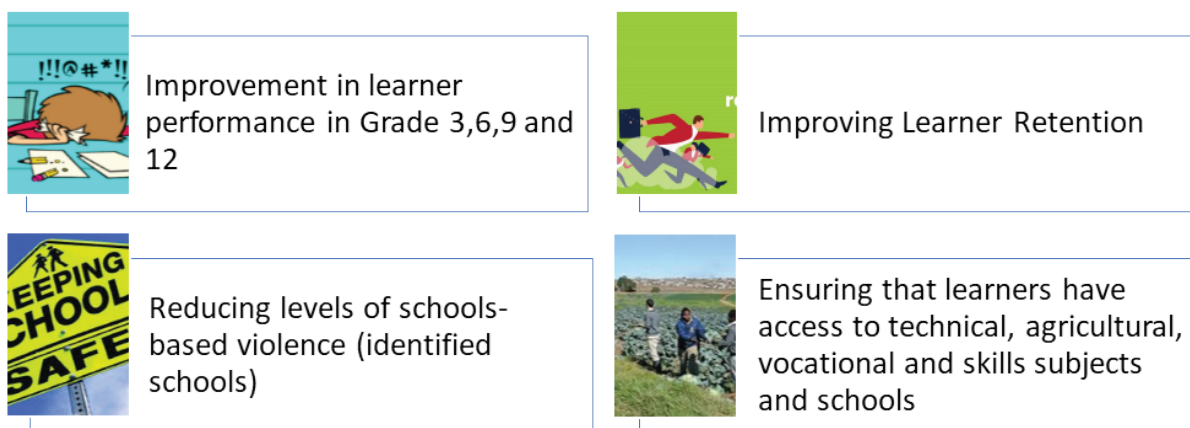 !!!@#*!!
Improvement in learner
performance in Grade 3,6,9 and
12
Improving Learner Retention
KEEPING
SCHOOL
SAFE
Reducing levels of schools-
based violence (identified
schools)
Ensuring that learners have
access to technical, agricultural,
vocational and skills subjects
and schools